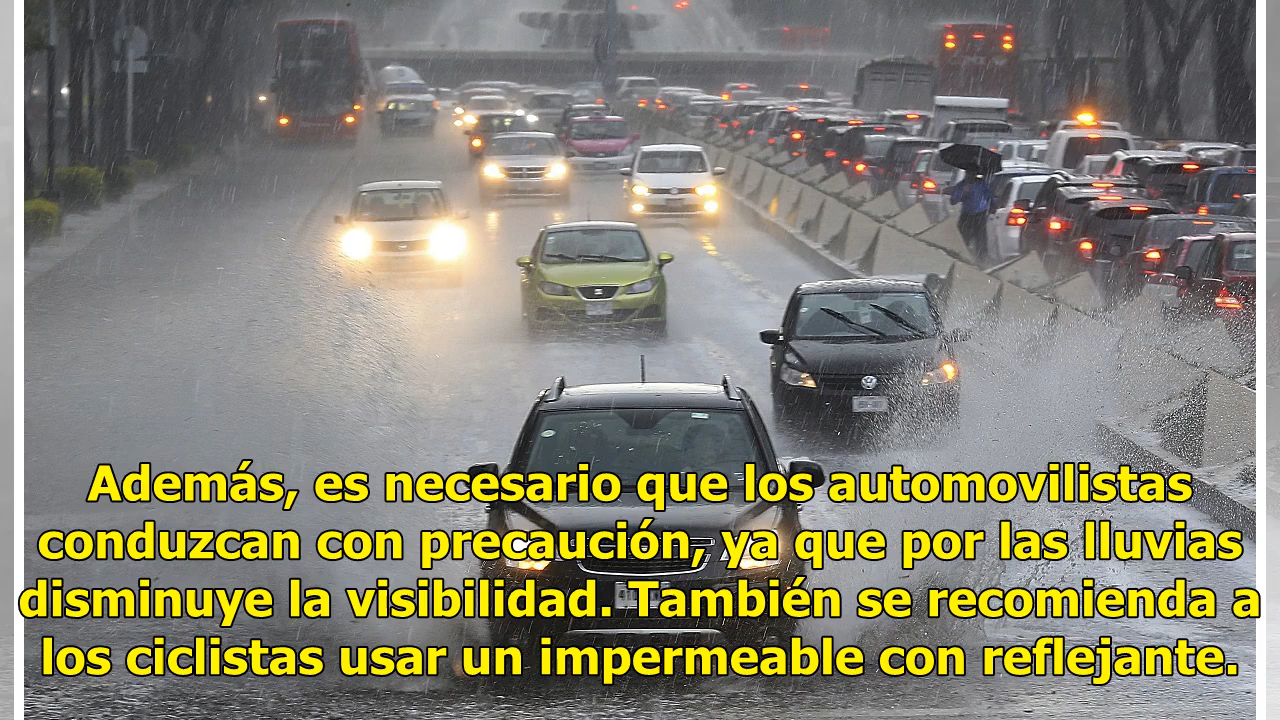 Además, es necesario que los automovilistas
conduzcan con precaución, ya que por las lluvias
disminuye la visibilidad. También se recomienda a
los ciclistas usar un impermeable con reflejante.